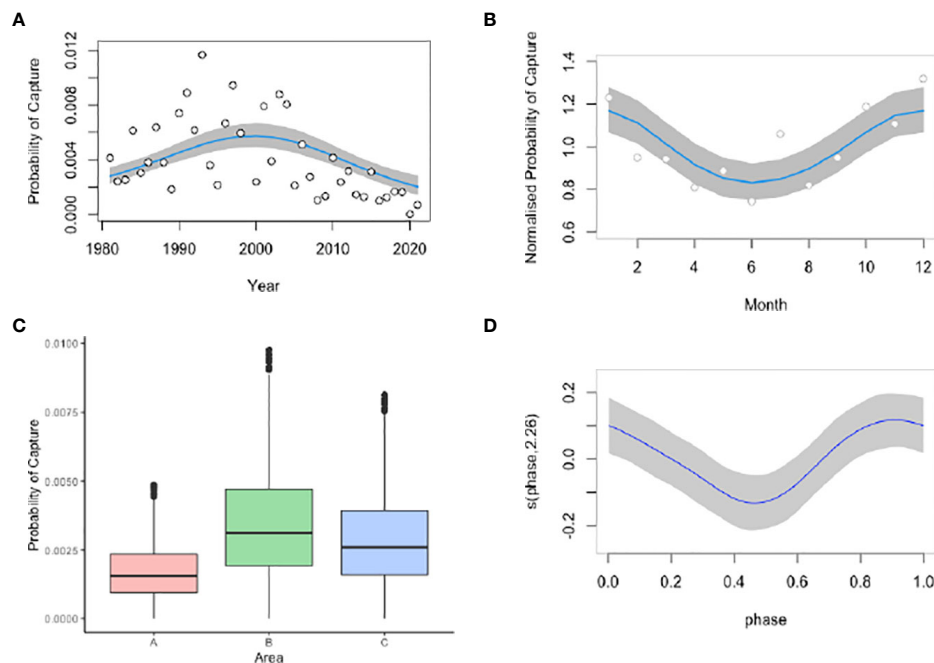 A
Probability of Capture
0.012
0.008
0.004
0.000
1980 1990 2000 2010 2020
Year
B
Normalised Probability of Capture
1.4
1.2
1.0
0.8
0.6
2 4 6 8 10 12
Month
C
Probability of Capture
0.0100
0.0075
0.0050
0.0025
0.0000
A B C
Area
D
s(phase,2.26)
0.2
0.0
-0.2
0.0 0.2 0.4 0.6 0.8 1.0
phase